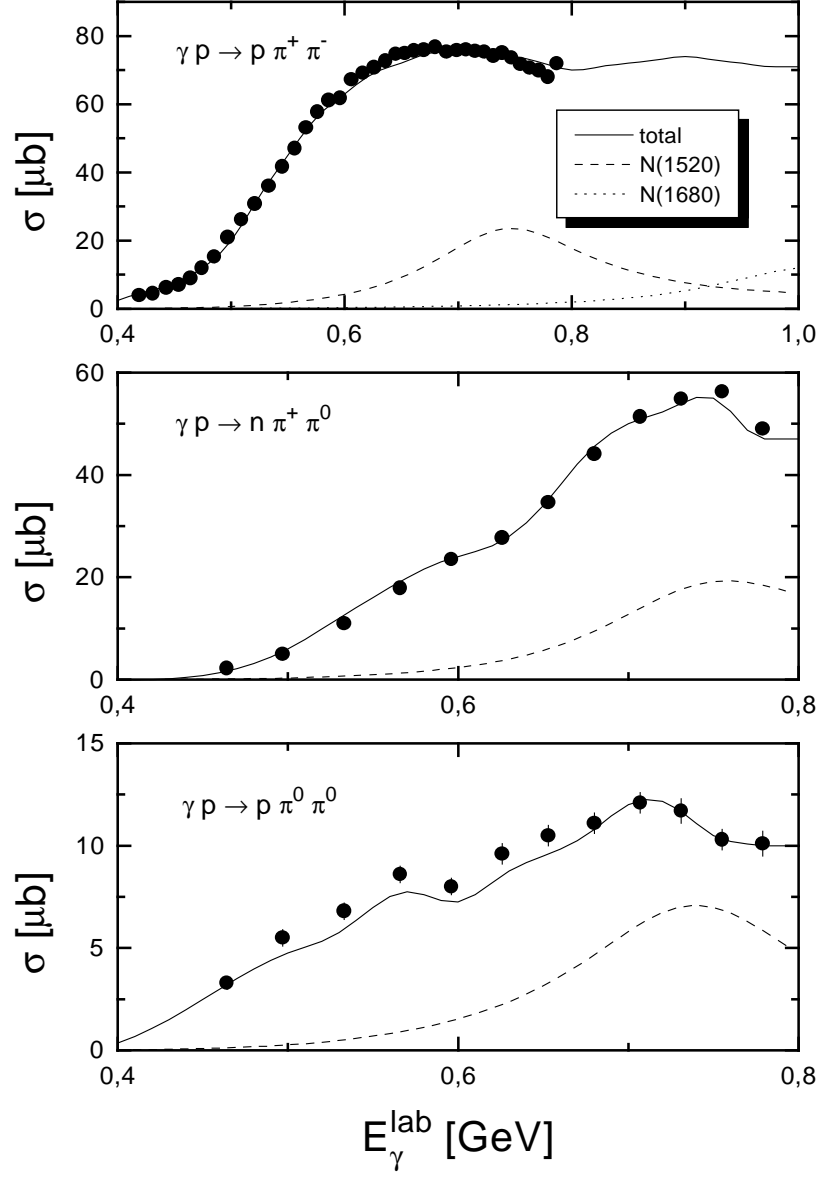 γ p → p π⁺ π⁻
σ [μb]
80
60
40
20
0
0,4
0,6
0,8
1,0
total
N(1520)
N(1680)
γ p → n π⁺ π⁰
σ [μb]
60
40
20
0
0,4
0,6
0,8
γ p → p π⁰ π⁰
σ [μb]
15
10
5
0
0,4
0,6
0,8
E_γ^lab [GeV]